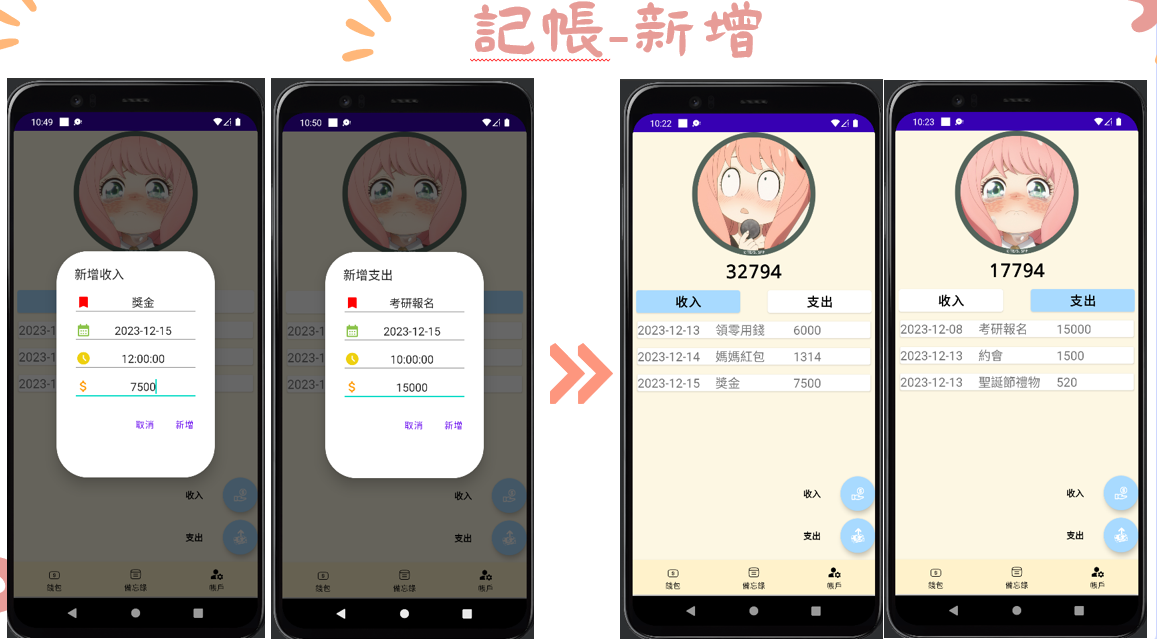 記帳-新增
10:49
新增收入
獎金
2023-12-15
12:00:00
$ 7500
取消 新增
2023-1
2023-1
2023-1
收入
支出
錢包 備忘錄 帳戶
10:50
新增支出
考研報名
2023-12-15
10:00:00
$ 15000
取消 新增
2023-1
2023-1
2023-1
收入
支出
錢包 備忘錄 帳戶
10:22
32794
收入 支出
2023-12-13 領零用錢 6000
2023-12-14 媽媽紅包 1314
2023-12-15 獎金 7500
收入
支出
錢包 備忘錄 帳戶
10:23
17794
收入 支出
2023-12-08 考研報名 15000
2023-12-13 約會 1500
2023-12-13 聖誕節禮物 520
收入
支出
錢包 備忘錄 帳戶